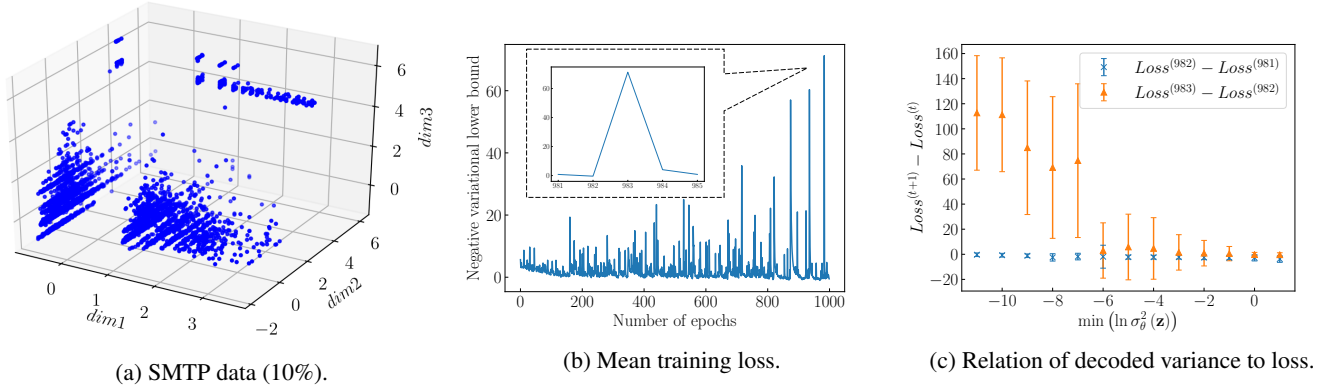 6
4
2
0
dim3
0
1
2
3
dim1
−2
0
2
4
6
dim2
(a) SMTP data (10%).
Negative variational lower bound
60
40
20
0
60
40
20
0
981 982 983 984 985
0 200 400 600 800 1000
Number of epochs
(b) Mean training loss.
Loss^{(t+1)} − Loss^{(t)}
160
140
120
100
80
60
40
20
0
−20
Loss^{(982)} − Loss^{(981)}
Loss^{(983)} − Loss^{(982)}
−10 −8 −6 −4 −2 0
min (ln σ²_θ (z))
(c) Relation of decoded variance to loss.